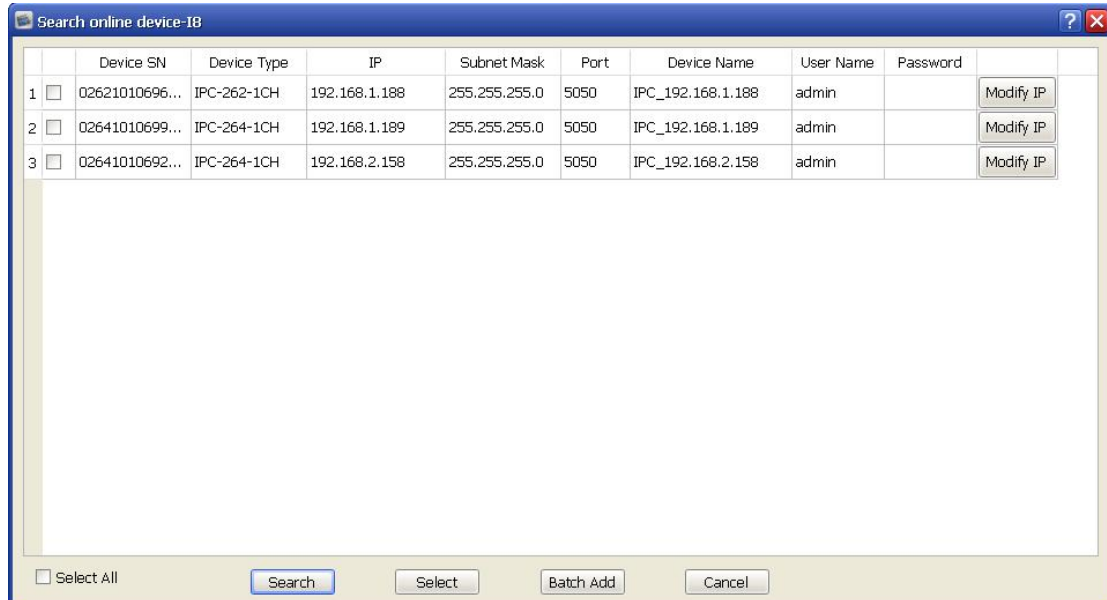 Search online device-I8
Device SN Device Type IP Subnet Mask Port Device Name User Name Password
1 02621010696... IPC-262-1CH 192.168.1.188 255.255.255.0 5050 IPC_192.168.1.188 admin Modify IP
2 02641010699... IPC-264-1CH 192.168.1.189 255.255.255.0 5050 IPC_192.168.1.189 admin Modify IP
3 02641010692... IPC-264-1CH 192.168.2.158 255.255.255.0 5050 IPC_192.168.2.158 admin Modify IP
Select All Search Select Batch Add Cancel